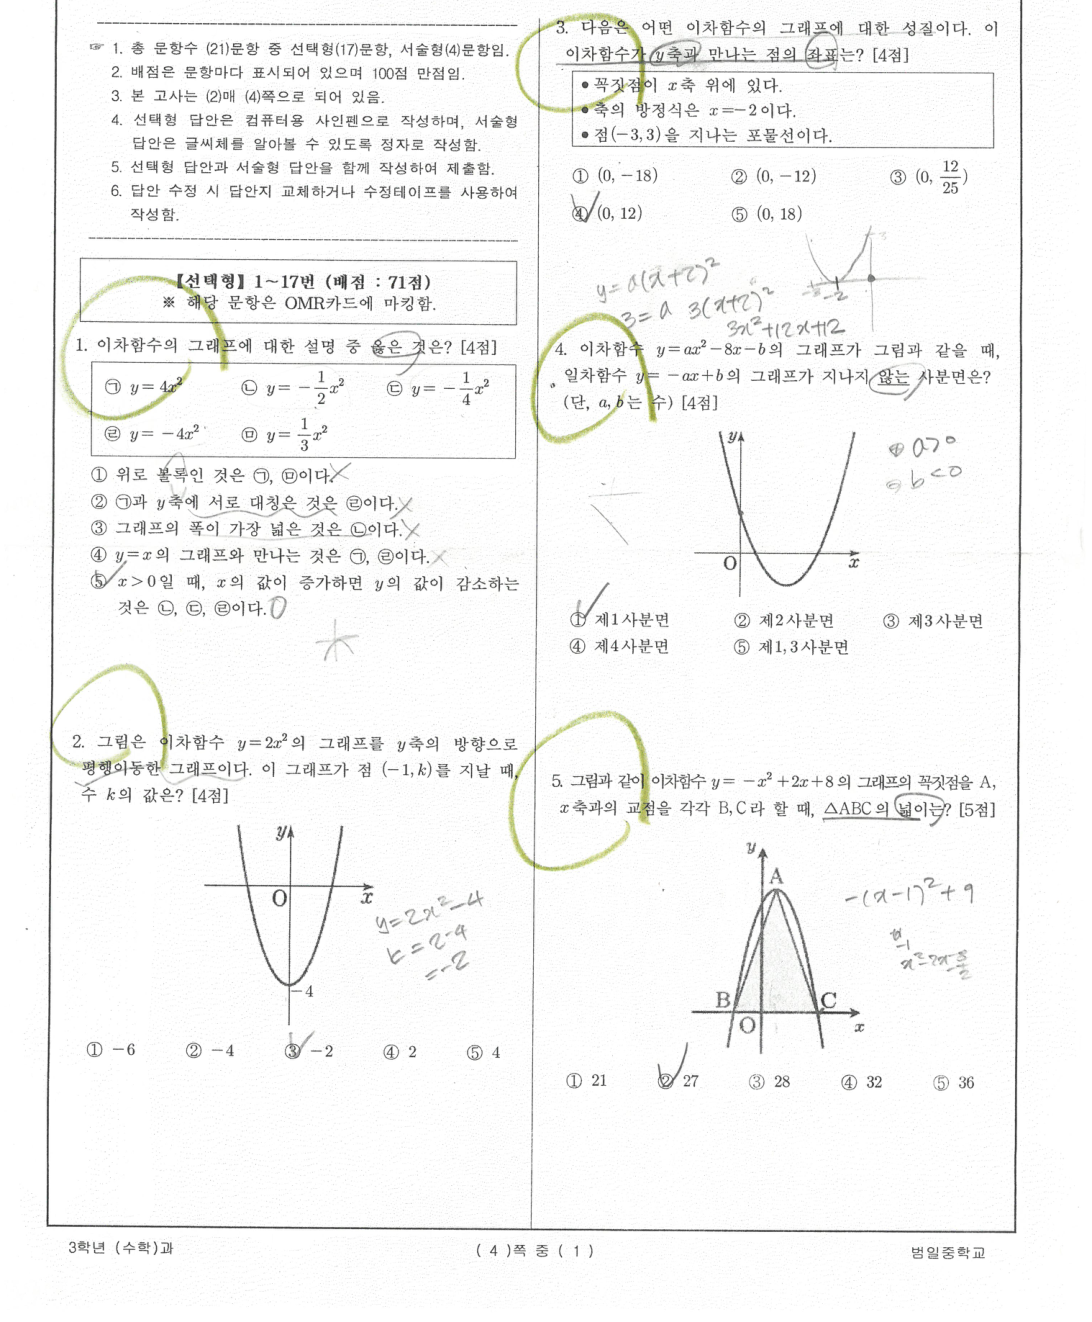 ☞ 1. 총 문항수 (21)문항 중 선택형(17)문항, 서술형(4)문항임.
2. 배점은 문항마다 표시되어 있으며 100점 만점임.
3. 본 고사는 (2)매 (4)쪽으로 되어 있음.
4. 선택형 답안은 컴퓨터용 사인펜으로 작성하며, 서술형
답안은 글씨체를 알아볼 수 있도록 정자로 작성함.
5. 선택형 답안과 서술형 답안을 함께 작성하여 제출함.
6. 답안 수정 시 답안지 교체하거나 수정테이프를 사용하여
작성함.
【선택형】 1~17번 (배점 : 71점)
※ 해당 문항은 OMR카드에 마킹함.
1. 이차함수의 그래프에 대한 설명 중 옳은 것은? [4점]
㉠ y=4x² ㉡ y=-1/2x² ㉢ y=-1/4x²
㉣ y=-4x² ㉤ y=1/3x²
① 위로 볼록인 것은 ㉠, ㉤이다.
② ㉠과 y축에 서로 대칭은 것은 ㉣이다.
③ 그래프의 폭이 가장 넓은 것은 ㉡이다.
④ y=x의 그래프와 만나는 것은 ㉠, ㉣이다.
⑤ x>0일 때, x의 값이 증가하면 y의 값이 감소하는
것은 ㉡, ㉢, ㉣이다.
2. 그림은 이차함수 y=2x²의 그래프를 y축의 방향으로
평행이동한 그래프이다. 이 그래프가 점 (-1,k)를 지날 때,
수 k의 값은? [4점]
y
O
x
-4
y=2x²-4
k=2-4
=-2
① -6 ② -4 ③ -2 ④ 2 ⑤ 4
3. 다음은 어떤 이차함수의 그래프에 대한 성질이다. 이
이차함수가 y축과 만나는 점의 좌표는? [4점]
• 꼭짓점이 x축 위에 있다.
• 축의 방정식은 x=-2이다.
• 점(-3,3)을 지나는 포물선이다.
① (0,-18) ② (0,-12) ③ (0, 12/25)
④ (0, 12) ⑤ (0, 18)
y=a(x+2)²
3=a 3(x+2)²
3x²+12x+12
-2
4. 이차함수 y=ax²-8x-b의 그래프가 그림과 같을 때,
일차함수 y=-ax+b의 그래프가 지나지 않는 사분면은?
(단, a, b는 수) [4점]
y
O
x
a>0
b<0
① 제1사분면 ② 제2사분면 ③ 제3사분면
④ 제4사분면 ⑤ 제1,3사분면
5. 그림과 같이 이차함수 y=-x²+2x+8의 그래프의 꼭짓점을 A,
x축과의 교점을 각각 B,C라 할 때, △ABC의 넓이는? [5점]
y
A
B
C
O
x
-(x-1)²+9
① 21 ② 27 ③ 28 ④ 32 ⑤ 36
3학년 (수학)과
( 4 )쪽 중 ( 1 )
범일중학교